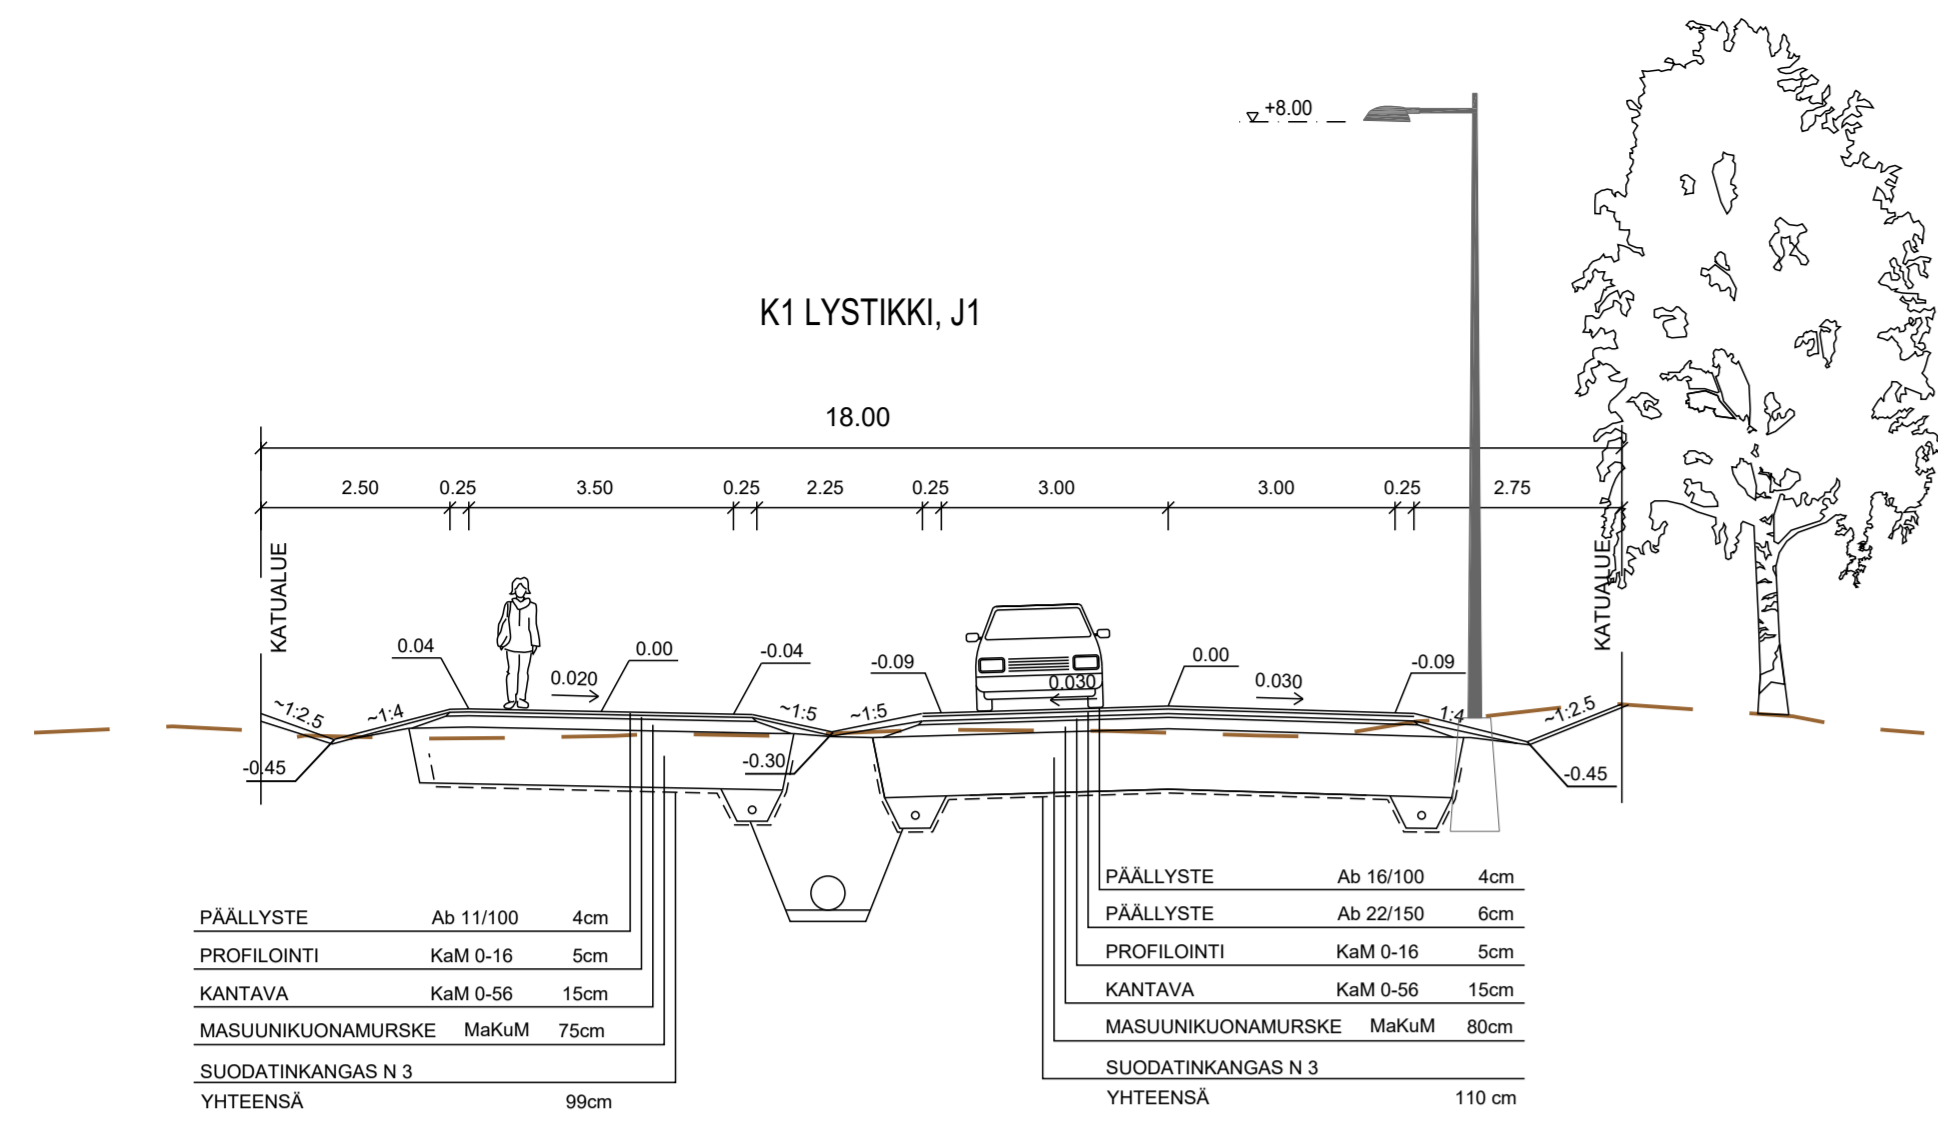 +8.00
K1 LYSTIKKI, J1
18.00
2.50 0.25 3.50 0.25 2.25 0.25 3.00 3.00 0.25 2.75
KATUALUE
KATUALUE
0.04 0.00 -0.04 -0.09 0.00 -0.09
0.020 0.030 0.030
~1:2.5 ~1:4 ~1:5 ~1:5 1:4 ~1:2.5
-0.45 -0.30 -0.45
PÄÄLLYSTE Ab 11/100 4cm
PROFILOINTI KaM 0-16 5cm
KANTAVA KaM 0-56 15cm
MASUUNIKUONAMURSKE MaKuM 75cm
SUODATINKANGAS N 3
YHTEENSÄ 99cm
PÄÄLLYSTE Ab 16/100 4cm
PÄÄLLYSTE Ab 22/150 6cm
PROFILOINTI KaM 0-16 5cm
KANTAVA KaM 0-56 15cm
MASUUNIKUONAMURSKE MaKuM 80cm
SUODATINKANGAS N 3
YHTEENSÄ 110 cm